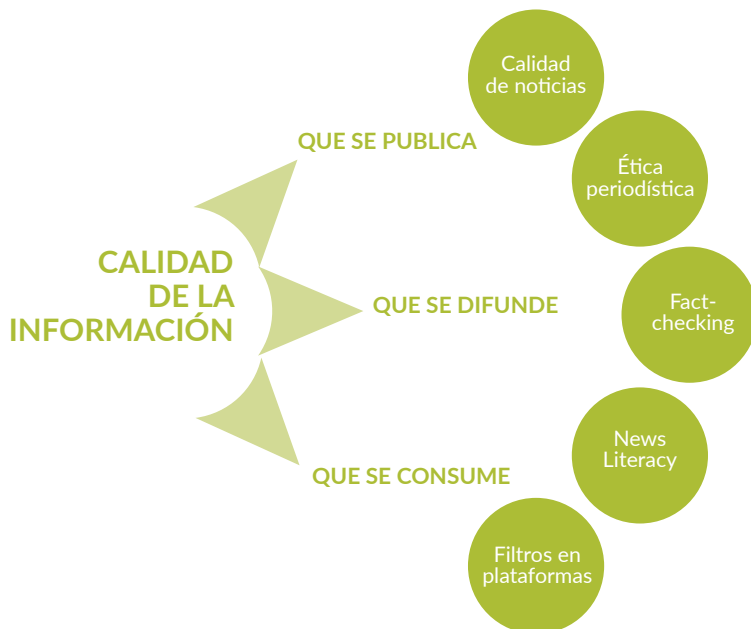 CALIDAD
DE LA
INFORMACIÓN
QUE SE PUBLICA
QUE SE DIFUNDE
QUE SE CONSUME
Calidad
de noticias
Ética
periodística
Fact-
checking
News
Literacy
Filtros en
plataformas